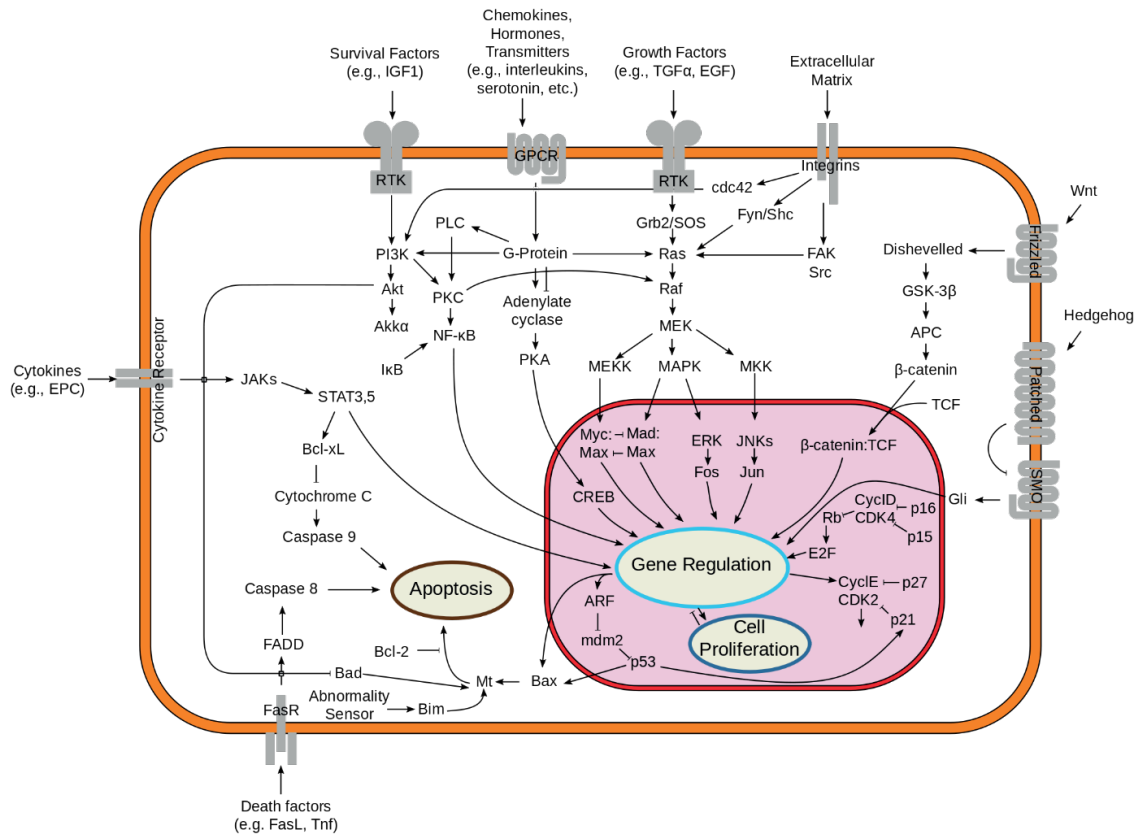 Chemokines,
Hormones,
Transmitters
(e.g., interleukins,
serotonin, etc.)
Survival Factors
(e.g., IGF1)
Growth Factors
(e.g., TGFα, EGF)
Extracellular
Matrix
RTK
GPCR
RTK
Integrins
cdc42
Fyn/Shc
Grb2/SOS
PLC
PI3K
G-Protein
Ras
FAK
Src
Wnt
Frizzled
Dishevelled
GSK-3β
APC
β-catenin
TCF
Hedgehog
Patched
SMO
Gli
Akt
Akkα
PKC
NF-κB
IκB
Adenylate
cyclase
PKA
Raf
MEK
MEKK
MAPK
MKK
Cytokines
(e.g., EPC)
Cytokine Receptor
JAKs
STAT3,5
Bcl-xL
Cytochrome C
Caspase 9
Caspase 8
Apoptosis
FADD
Bcl-2
Bad
Mt
Bax
Abnormality
Sensor
Bim
FasR
Death factors
(e.g. FasL, Tnf)
Myc:
Max
Mad:
Max
ERK
Fos
JNKs
Jun
β-catenin:TCF
CREB
CycID
CDK4
p16
p15
Rb
E2F
Gene Regulation
CyclE
CDK2
p27
p21
ARF
mdm2
p53
Cell
Proliferation